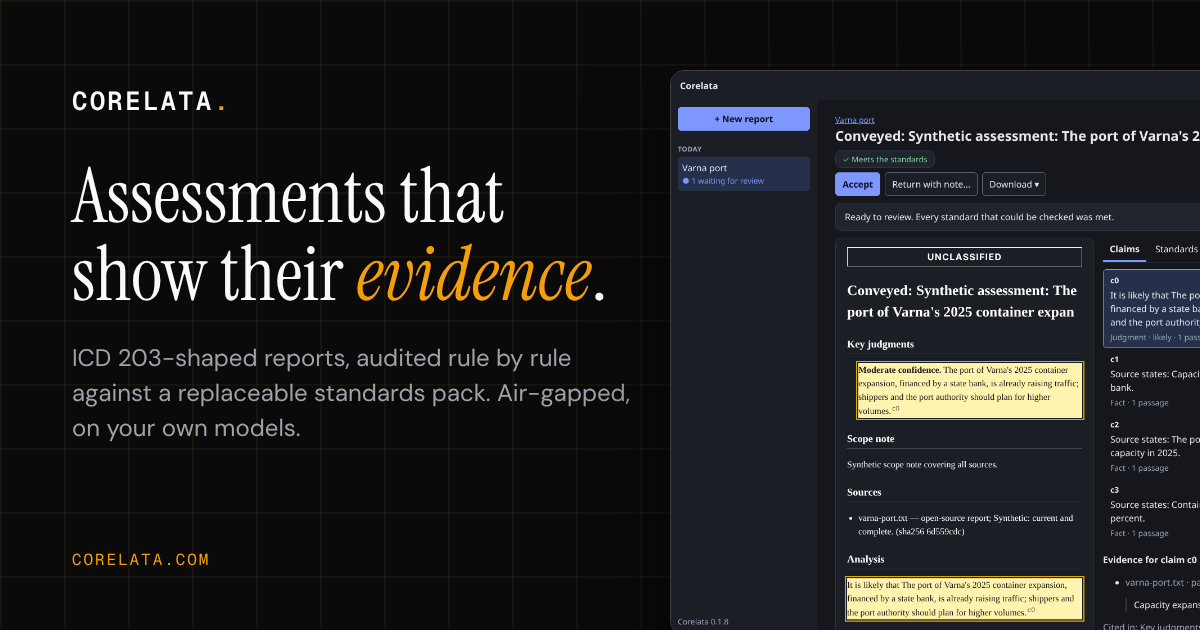 CORELATA.
Assessments that
show their evidence.
ICD 203-shaped reports, audited rule by rule
against a replaceable standards pack. Air-gapped,
on your own models.
CORELATA.COM
Corelata
+ New report
TODAY
Varna port
1 waiting for review
Corelata 0.1.8
Varna port
Conveyed: Synthetic assessment: The port of Varna's 2
✓ Meets the standards
Accept
Return with note...
Download ▾
Ready to review. Every standard that could be checked was met.
UNCLASSIFIED
Conveyed: Synthetic assessment: The
port of Varna's 2025 container expan
Key judgments
Moderate confidence. The port of Varna's 2025 container
expansion, financed by a state bank, is already raising traffic;
shippers and the port authority should plan for higher
volumes. c0
Scope note
Synthetic scope note covering all sources.
Sources
• varna-port.txt — open-source report; Synthetic: current and
complete. (sha256 6d559cdc)
Analysis
It is likely that The port of Varna's 2025 container expansion,
financed by a state bank, is already raising traffic; shippers and
the port authority should plan for higher volumes. c0
Claims
Standards
c0
It is likely that The po
financed by a state ba
and the port authorit
Judgment · likely · 1 pass
c1
Source states: Capaci
bank.
Fact · 1 passage
c2
Source states: The po
capacity in 2025.
Fact · 1 passage
c3
Source states: Contai
percent.
Fact · 1 passage
Evidence for claim c0
• varna-port.txt · pa
Capacity expans
Cited in: Key judgment